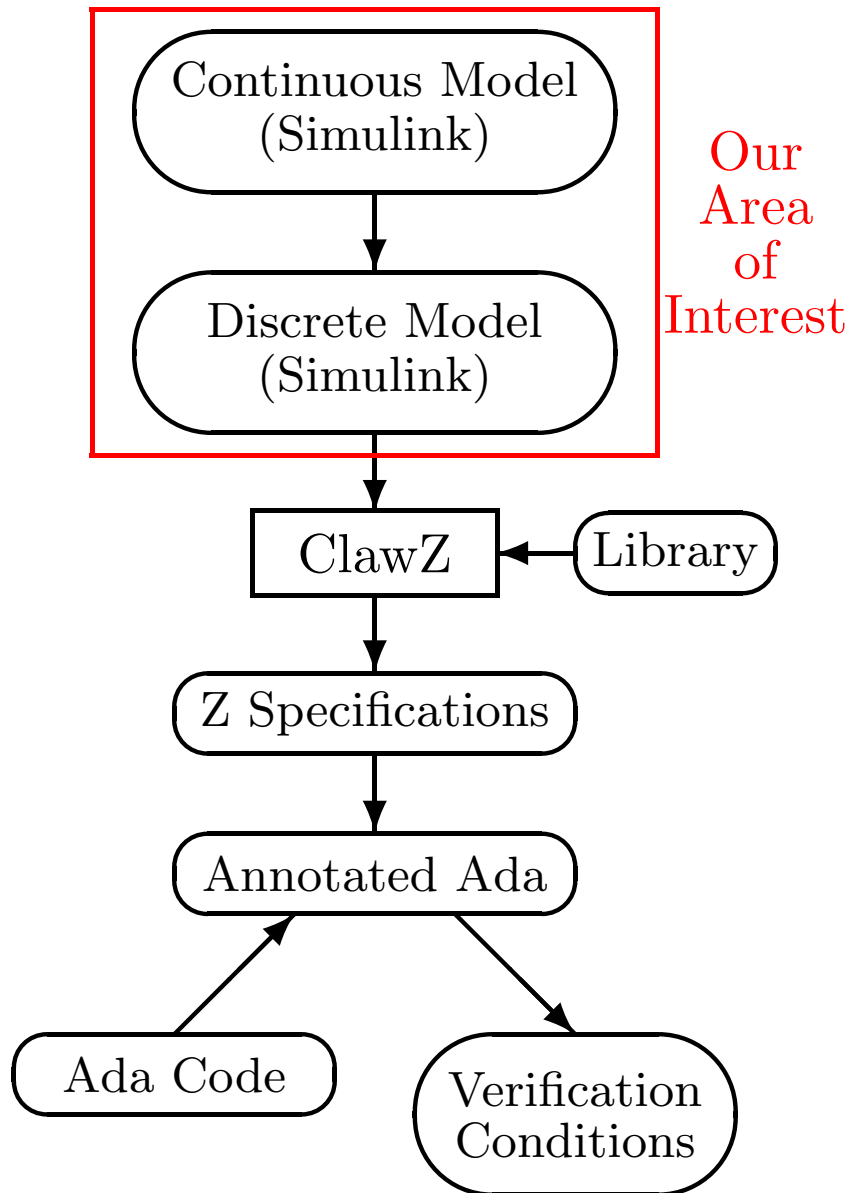 Continuous Model
(Simulink)
Our
Area
of
Interest
Discrete Model
(Simulink)
ClawZ
Library
Z Specifications
Annotated Ada
Ada Code
Verification
Conditions